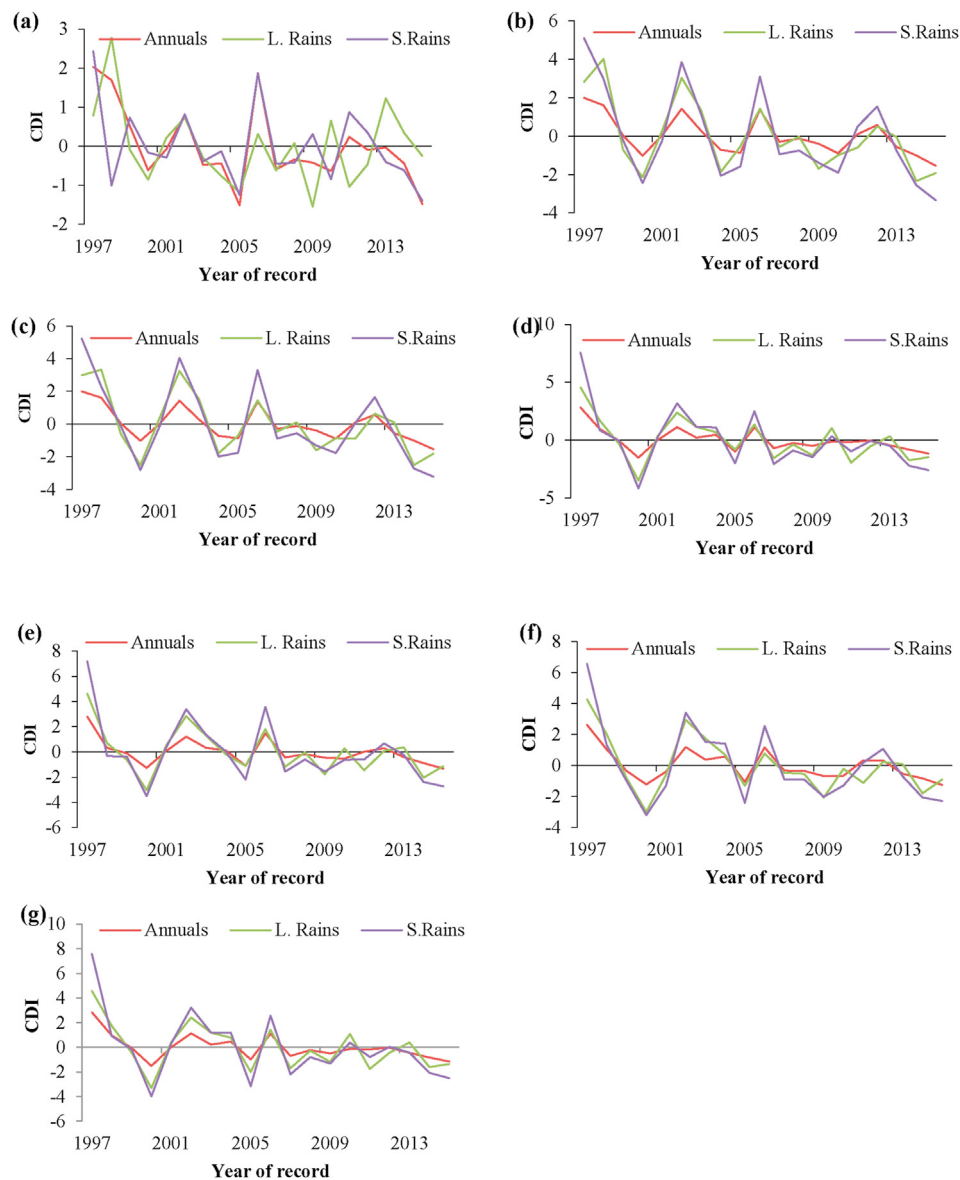 (a)
Annuals L. Rains S.Rains
3
2
1
0
-1
-2
CDI
1997 2001 2005 2009 2013
Year of record
(b)
Annuals L. Rains S.Rains
6
4
2
0
-2
-4
CDI
1997 2001 2005 2009 2013
Year of record
(c)
Annuals L. Rains S.Rains
6
4
2
0
-2
-4
CDI
1997 2001 2005 2009 2013
Year of record
(d)
Annuals L. Rains S.Rains
10
5
0
-5
CDI
1997 2001 2005 2009 2013
Year of record
(e)
Annuals L. Rains S.Rains
8
6
4
2
0
-2
-4
-6
CDI
1997 2001 2005 2009 2013
Year of record
(f)
Annuals L. Rains S.Rains
8
6
4
2
0
-2
-4
CDI
1997 2001 2005 2009 2013
Year of record
(g)
Annuals L. Rains S.Rains
10
8
6
4
2
0
-2
-4
-6
CDI
1997 2001 2005 2009 2013
Year of record